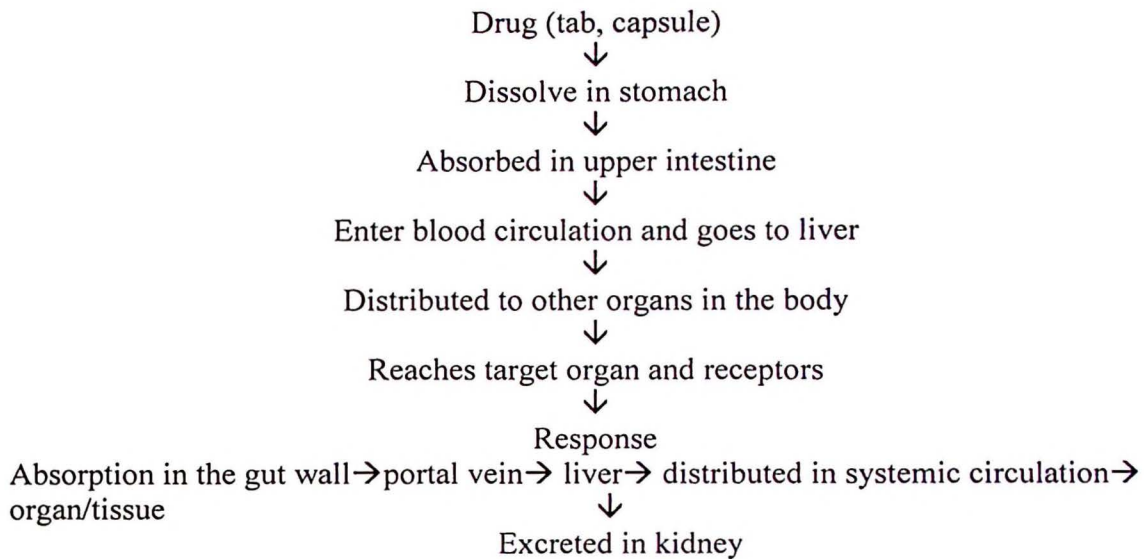 Drug (tab, capsule)
↓
Dissolve in stomach
↓
Absorbed in upper intestine
↓
Enter blood circulation and goes to liver
↓
Distributed to other organs in the body
↓
Reaches target organ and receptors
↓
Response
Absorption in the gut wall→portal vein→ liver→ distributed in systemic circulation→
organ/tissue
↓
Excreted in kidney